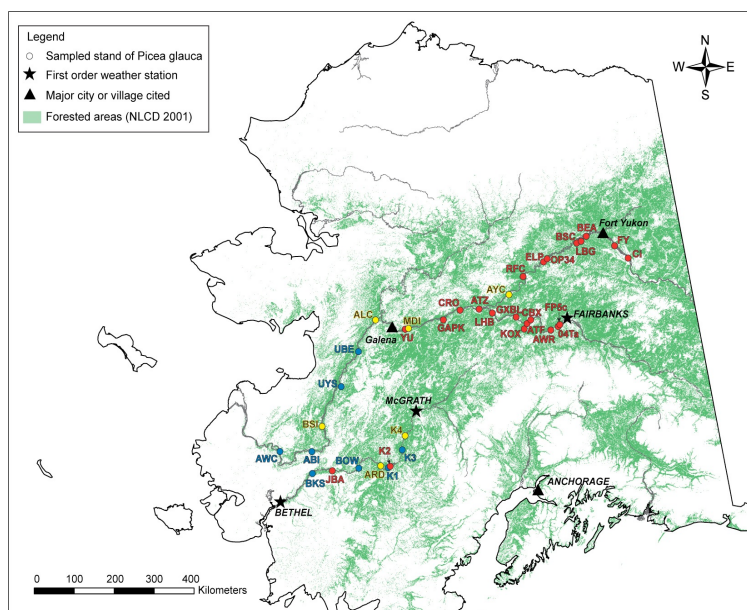 Legend
Sampled stand of Picea glauca
First order weather station
Major city or village cited
Forested areas (NLCD 2001)
N
W E
S
Fort Yukon
BEA
BSC
LBG
FY
CI
ELP
OP34
RFC
AYC
ATZ
CRO
GXBI
CBX
FP5c
FAIRBANKS
ALC
MDI
GAPK
LHB
KOX
ATF
04Ta
AWR
Galena
YU
UBE
UYS
McGRATH
BSI
K4
K2
K3
AWC
ABI
BOW
ARD
K1
BKS
JBA
ANCHORAGE
BETHEL
0 100 200 300 400
Kilometers